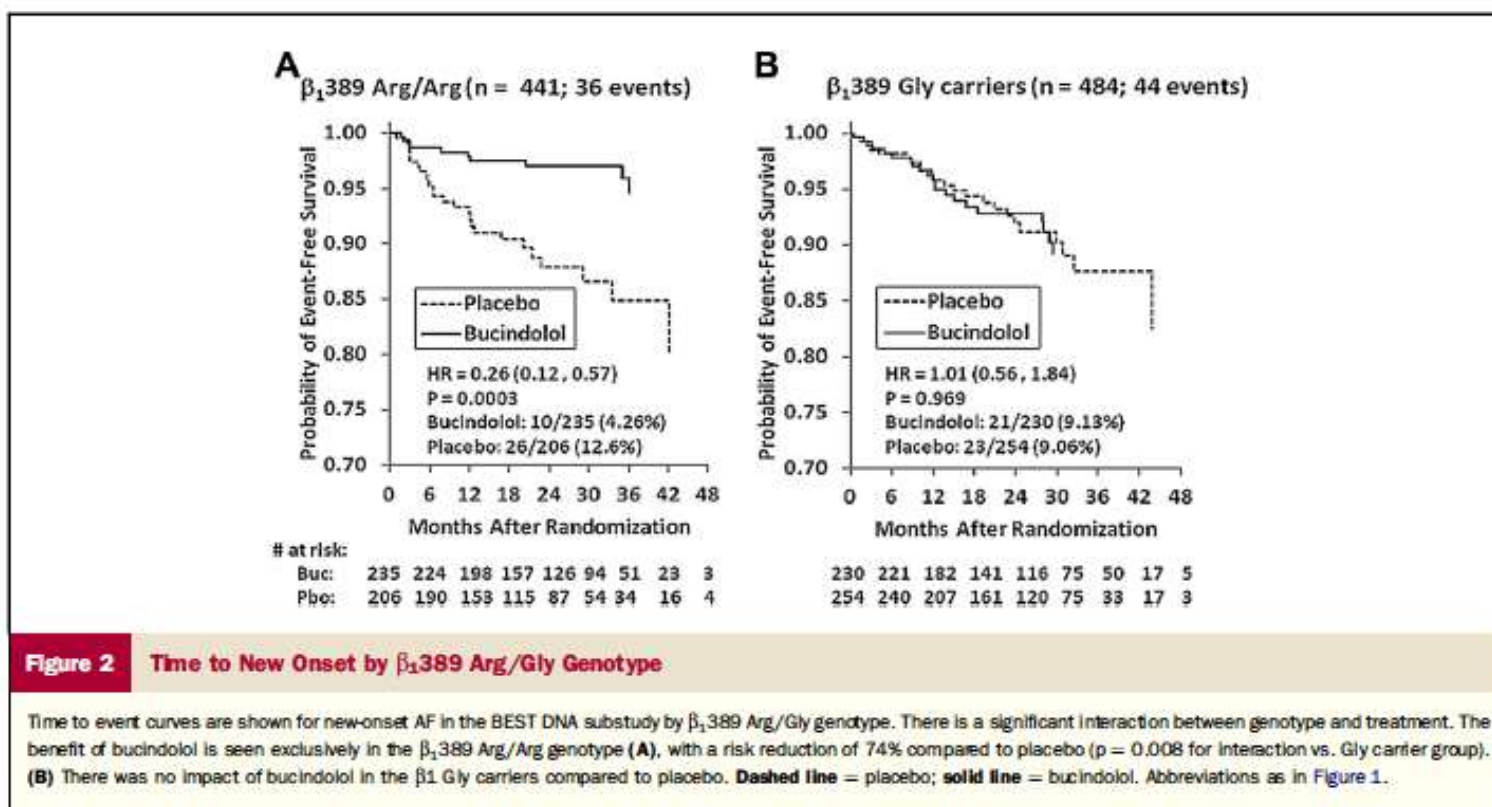 A
β₁389 Arg/Arg (n = 441; 36 events)
Probability of Event-Free Survival
1.00
0.95
0.90
0.85
0.80
0.75
0.70
Placebo
Bucindolol
HR = 0.26 (0.12 , 0.57)
P = 0.0003
Bucindolol: 10/235 (4.26%)
Placebo: 26/206 (12.6%)
0 6 12 18 24 30 36 42 48
Months After Randomization
# at risk:
Buc: 235 224 198 157 126 94 51 23 3
Pbo: 206 190 153 115 87 54 34 16 4
B
β₁389 Gly carriers (n = 484; 44 events)
Probability of Event-Free Survival
1.00
0.95
0.90
0.85
0.80
0.75
0.70
Placebo
Bucindolol
HR = 1.01 (0.56 , 1.84)
P = 0.969
Bucindolol: 21/230 (9.13%)
Placebo: 23/254 (9.06%)
0 6 12 18 24 30 36 42 48
Months After Randomization
230 221 182 141 116 75 50 17 5
254 240 207 161 120 75 33 17 3
Figure 2 Time to New Onset by β₁389 Arg/Gly Genotype
Time to event curves are shown for new-onset AF in the BEST DNA substudy by β₁389 Arg/Gly genotype. There is a significant interaction between genotype and treatment. The
benefit of bucindolol is seen exclusively in the β₁389 Arg/Arg genotype (A), with a risk reduction of 74% compared to placebo (p = 0.008 for interaction vs. Gly carrier group).
(B) There was no impact of bucindolol in the β1 Gly carriers compared to placebo. Dashed line = placebo; solid line = bucindolol. Abbreviations as in Figure 1.